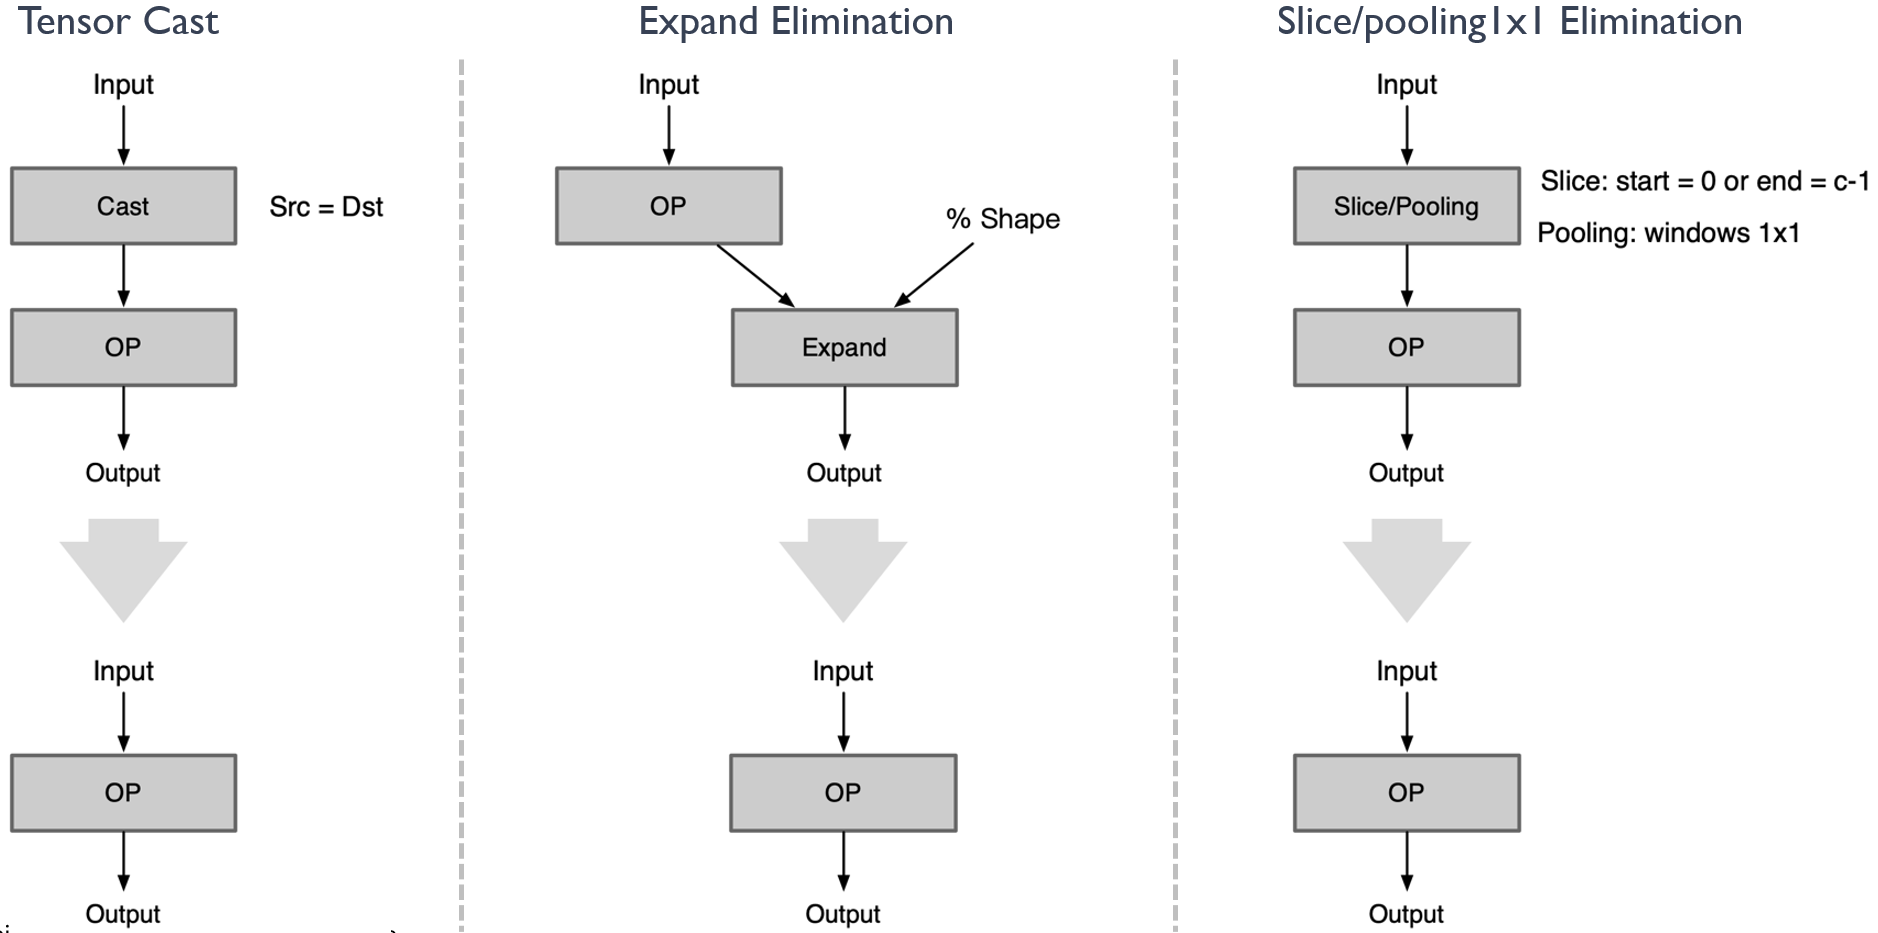 Tensor Cast
Input
Cast
Src = Dst
OP
Output
Input
OP
Output
Expand Elimination
Input
OP
% Shape
Expand
Output
Input
OP
Output
Slice/pooling1x1 Elimination
Input
Slice/Pooling
Slice: start = 0 or end = c-1
Pooling: windows 1x1
OP
Output
Input
OP
Output